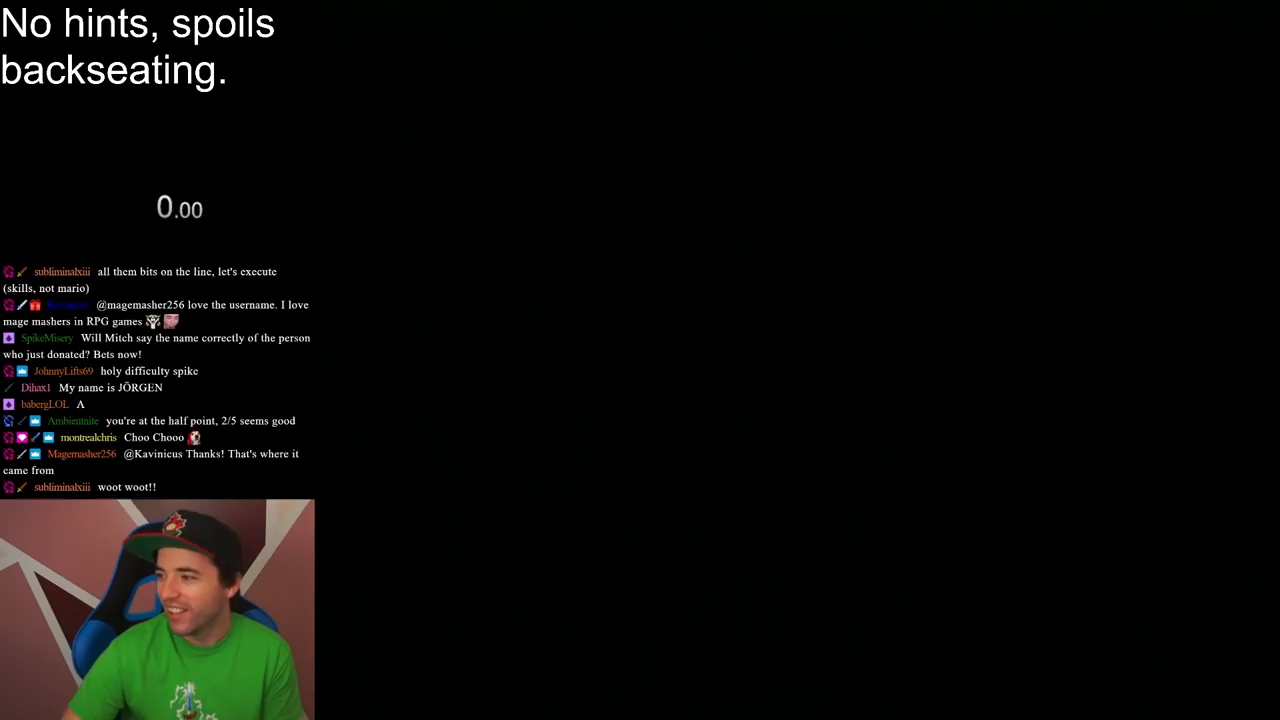 No hints, spoils
backseating.
0.00
subliminalxiii all them bits on the line, let's execute
(skills, not mario)
@magemasher256 love the username. I love
mage mashers in RPG games
SpikeMisery Will Mitch say the name correctly of the person
who just donated? Bets now!
JohnnyLifts69 holy difficulty spike
Dihax1 My name is JÖRGEN
babergLOL Λ
Ambientnite you're at the half point, 2/5 seems good
montrealchris Choo Chooo
Magemasher256 @Kavinicus Thanks! That's where it
came from
subliminalxiii woot woot!!